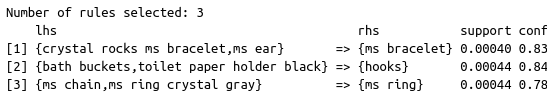 Number of rules selected: 3
lhs rhs support conf
[1] {crystal rocks ms bracelet,ms ear} => {ms bracelet} 0.00040 0.83
[2] {bath buckets,toilet paper holder black} => {hooks} 0.00044 0.84
[3] {ms chain,ms ring crystal gray} => {ms ring} 0.00044 0.78